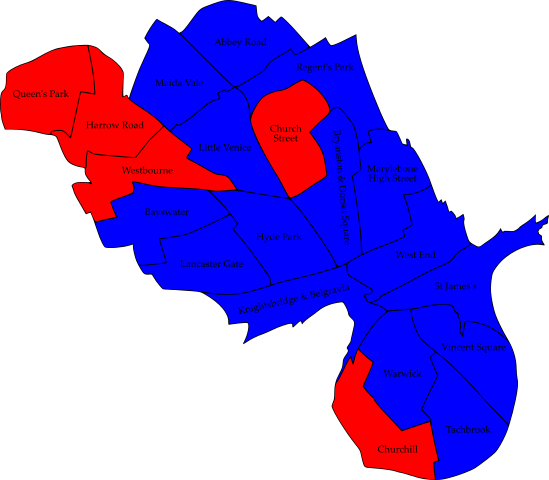 Abbey Road
Regent's Park
Maida Vale
Queen's Park
Harrow Road
Church
Street
Little Venice
Bryanston & Dorset Square
Marylebone
High Street
Westbourne
Bayswater
Hyde Park
West End
Lancaster Gate
St James's
Knightsbridge & Belgravia
Vincent Square
Warwick
Tachbrook
Churchill